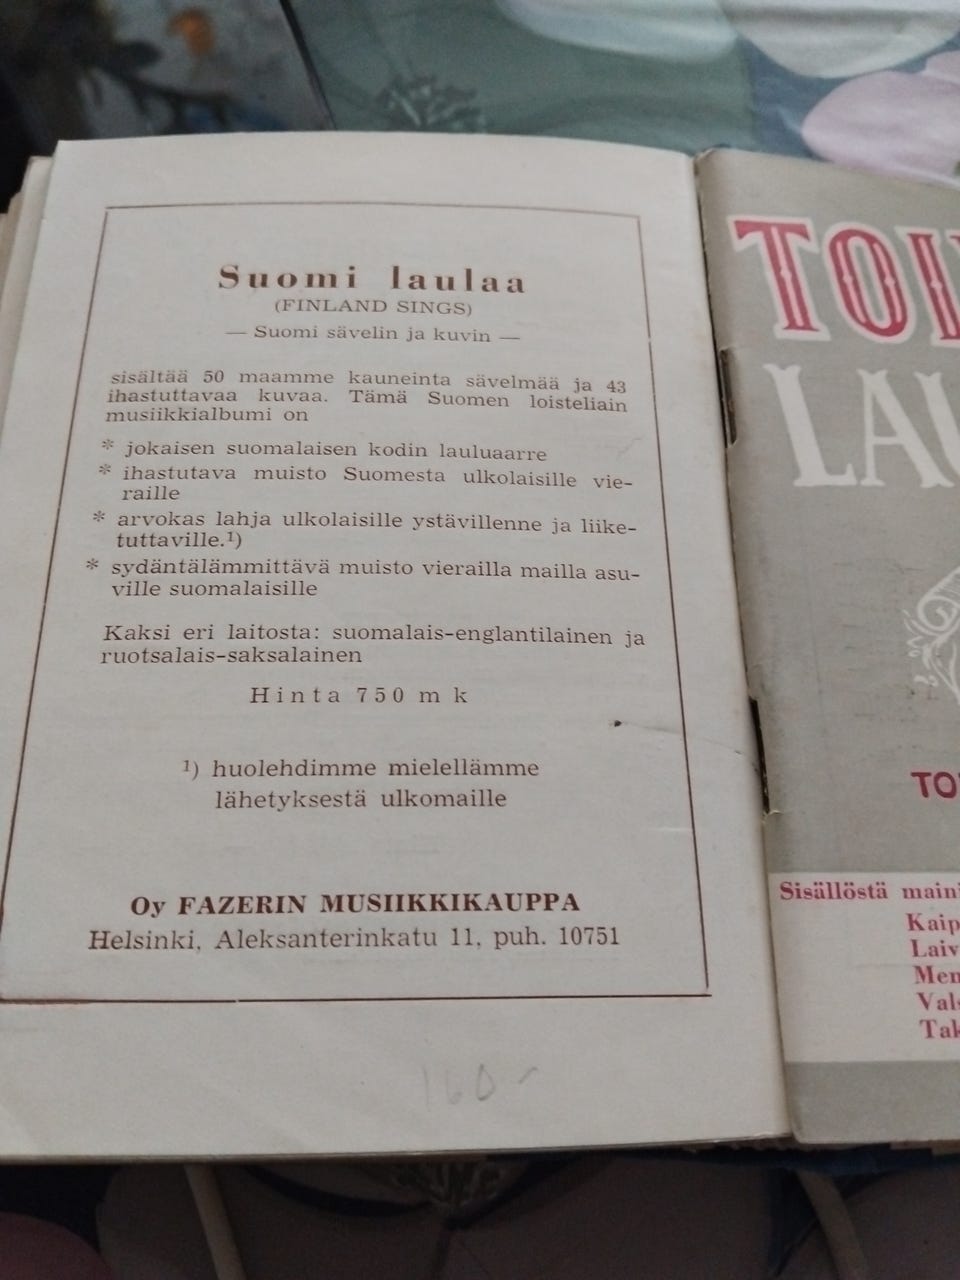 Suomi laulaa
(FINLAND SINGS)
— Suomi sävelin ja kuvin —
sisältää 50 maamme kauneinta sävelmää ja 43
ihastuttavaa kuvaa. Tämä Suomen loisteliain
musiikkialbumi on
* jokaisen suomalaisen kodin lauluaarre
* ihastutava muisto Suomesta ulkolaisille vie-
raille
* arvokas lahja ulkolaisille ystävillenne ja liike-
tuttaville.¹)
* sydäntälämmittävä muisto vierailla mailla asu-
ville suomalaisille
Kaksi eri laitosta: suomalais-englantilainen ja
ruotsalais-saksalainen
Hinta 750 mk
¹) huolehdimme mielellämme
lähetyksestä ulkomaille
Oy FAZERIN MUSIIKKIKAUPPA
Helsinki, Aleksanterinkatu 11, puh. 10751
160 -
TOI
LAU
TO
Sisällöstä maini
Kaip
Laiv
Men
Vals
Tak